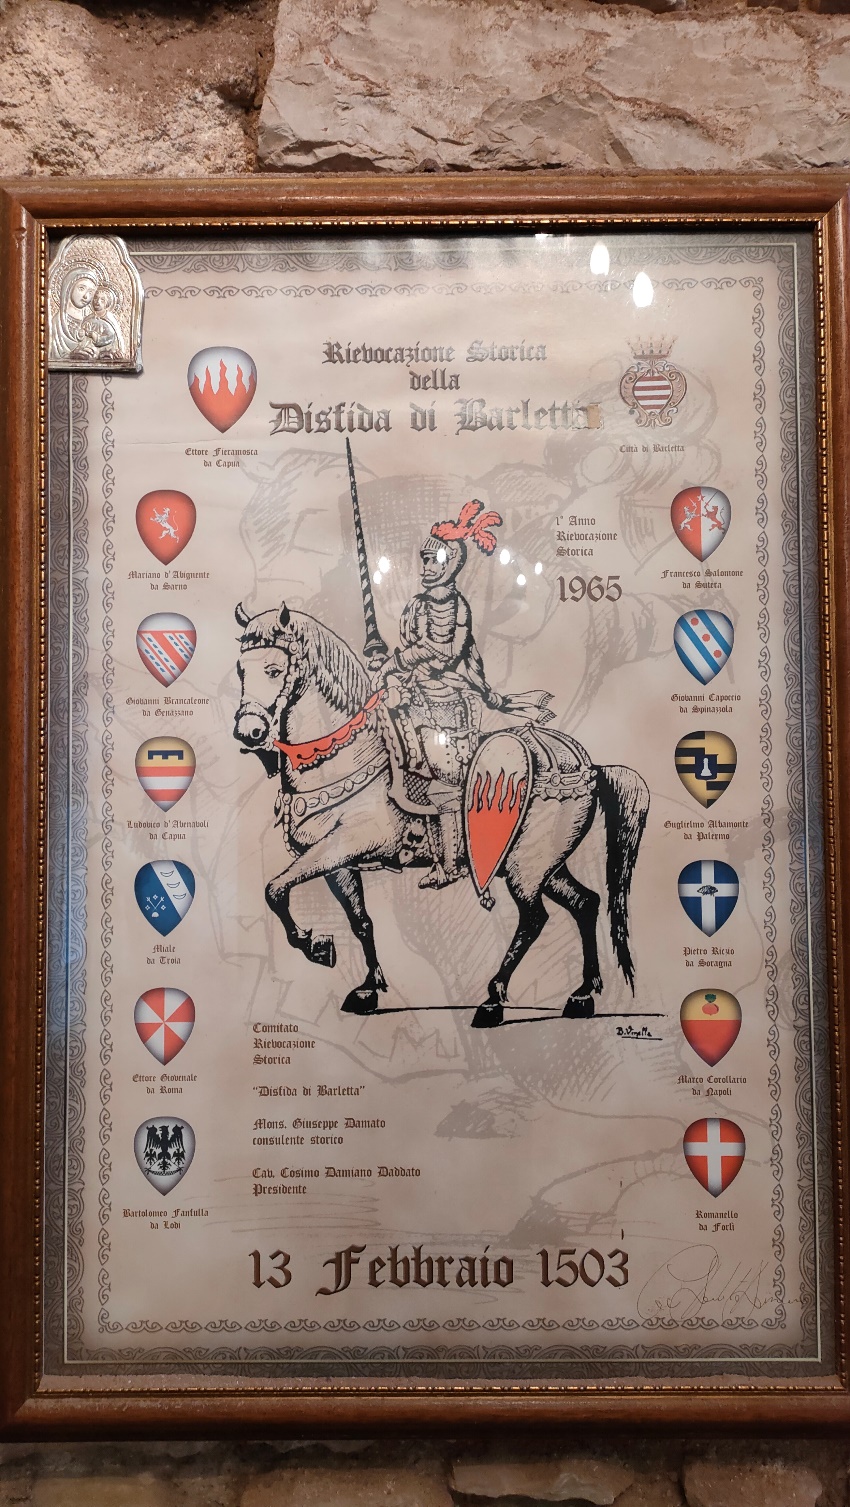 Rievocazione Storica
della
Disfida di Barletta
Ettore Fieramosca
da Capua
Città di Barletta
1° Anno
Rievocazione
Storica
1965
Mariano d'Abignente
da Sarno
Francesco Salomone
da Sutera
Giovanni Brancaleone
da Genazzano
Giovanni Capoccio
da Spinazzola
Ludovico d'Abenavoli
da Capua
Guglielmo Albamonte
da Palermo
Miale
da Troia
Pietro Riczio
da Soragna
Ettore Giovenale
da Roma
Marco Corollario
da Napoli
Bartolomeo Fanfulla
da Lodi
Romanello
da Forlì
Comitato
Rievocazione
Storica
"Disfida di Barletta"
Mons. Giuseppe Damato
consulente storico
Cav. Cosimo Damiano Daddato
Presidente
13 Febbraio 1503